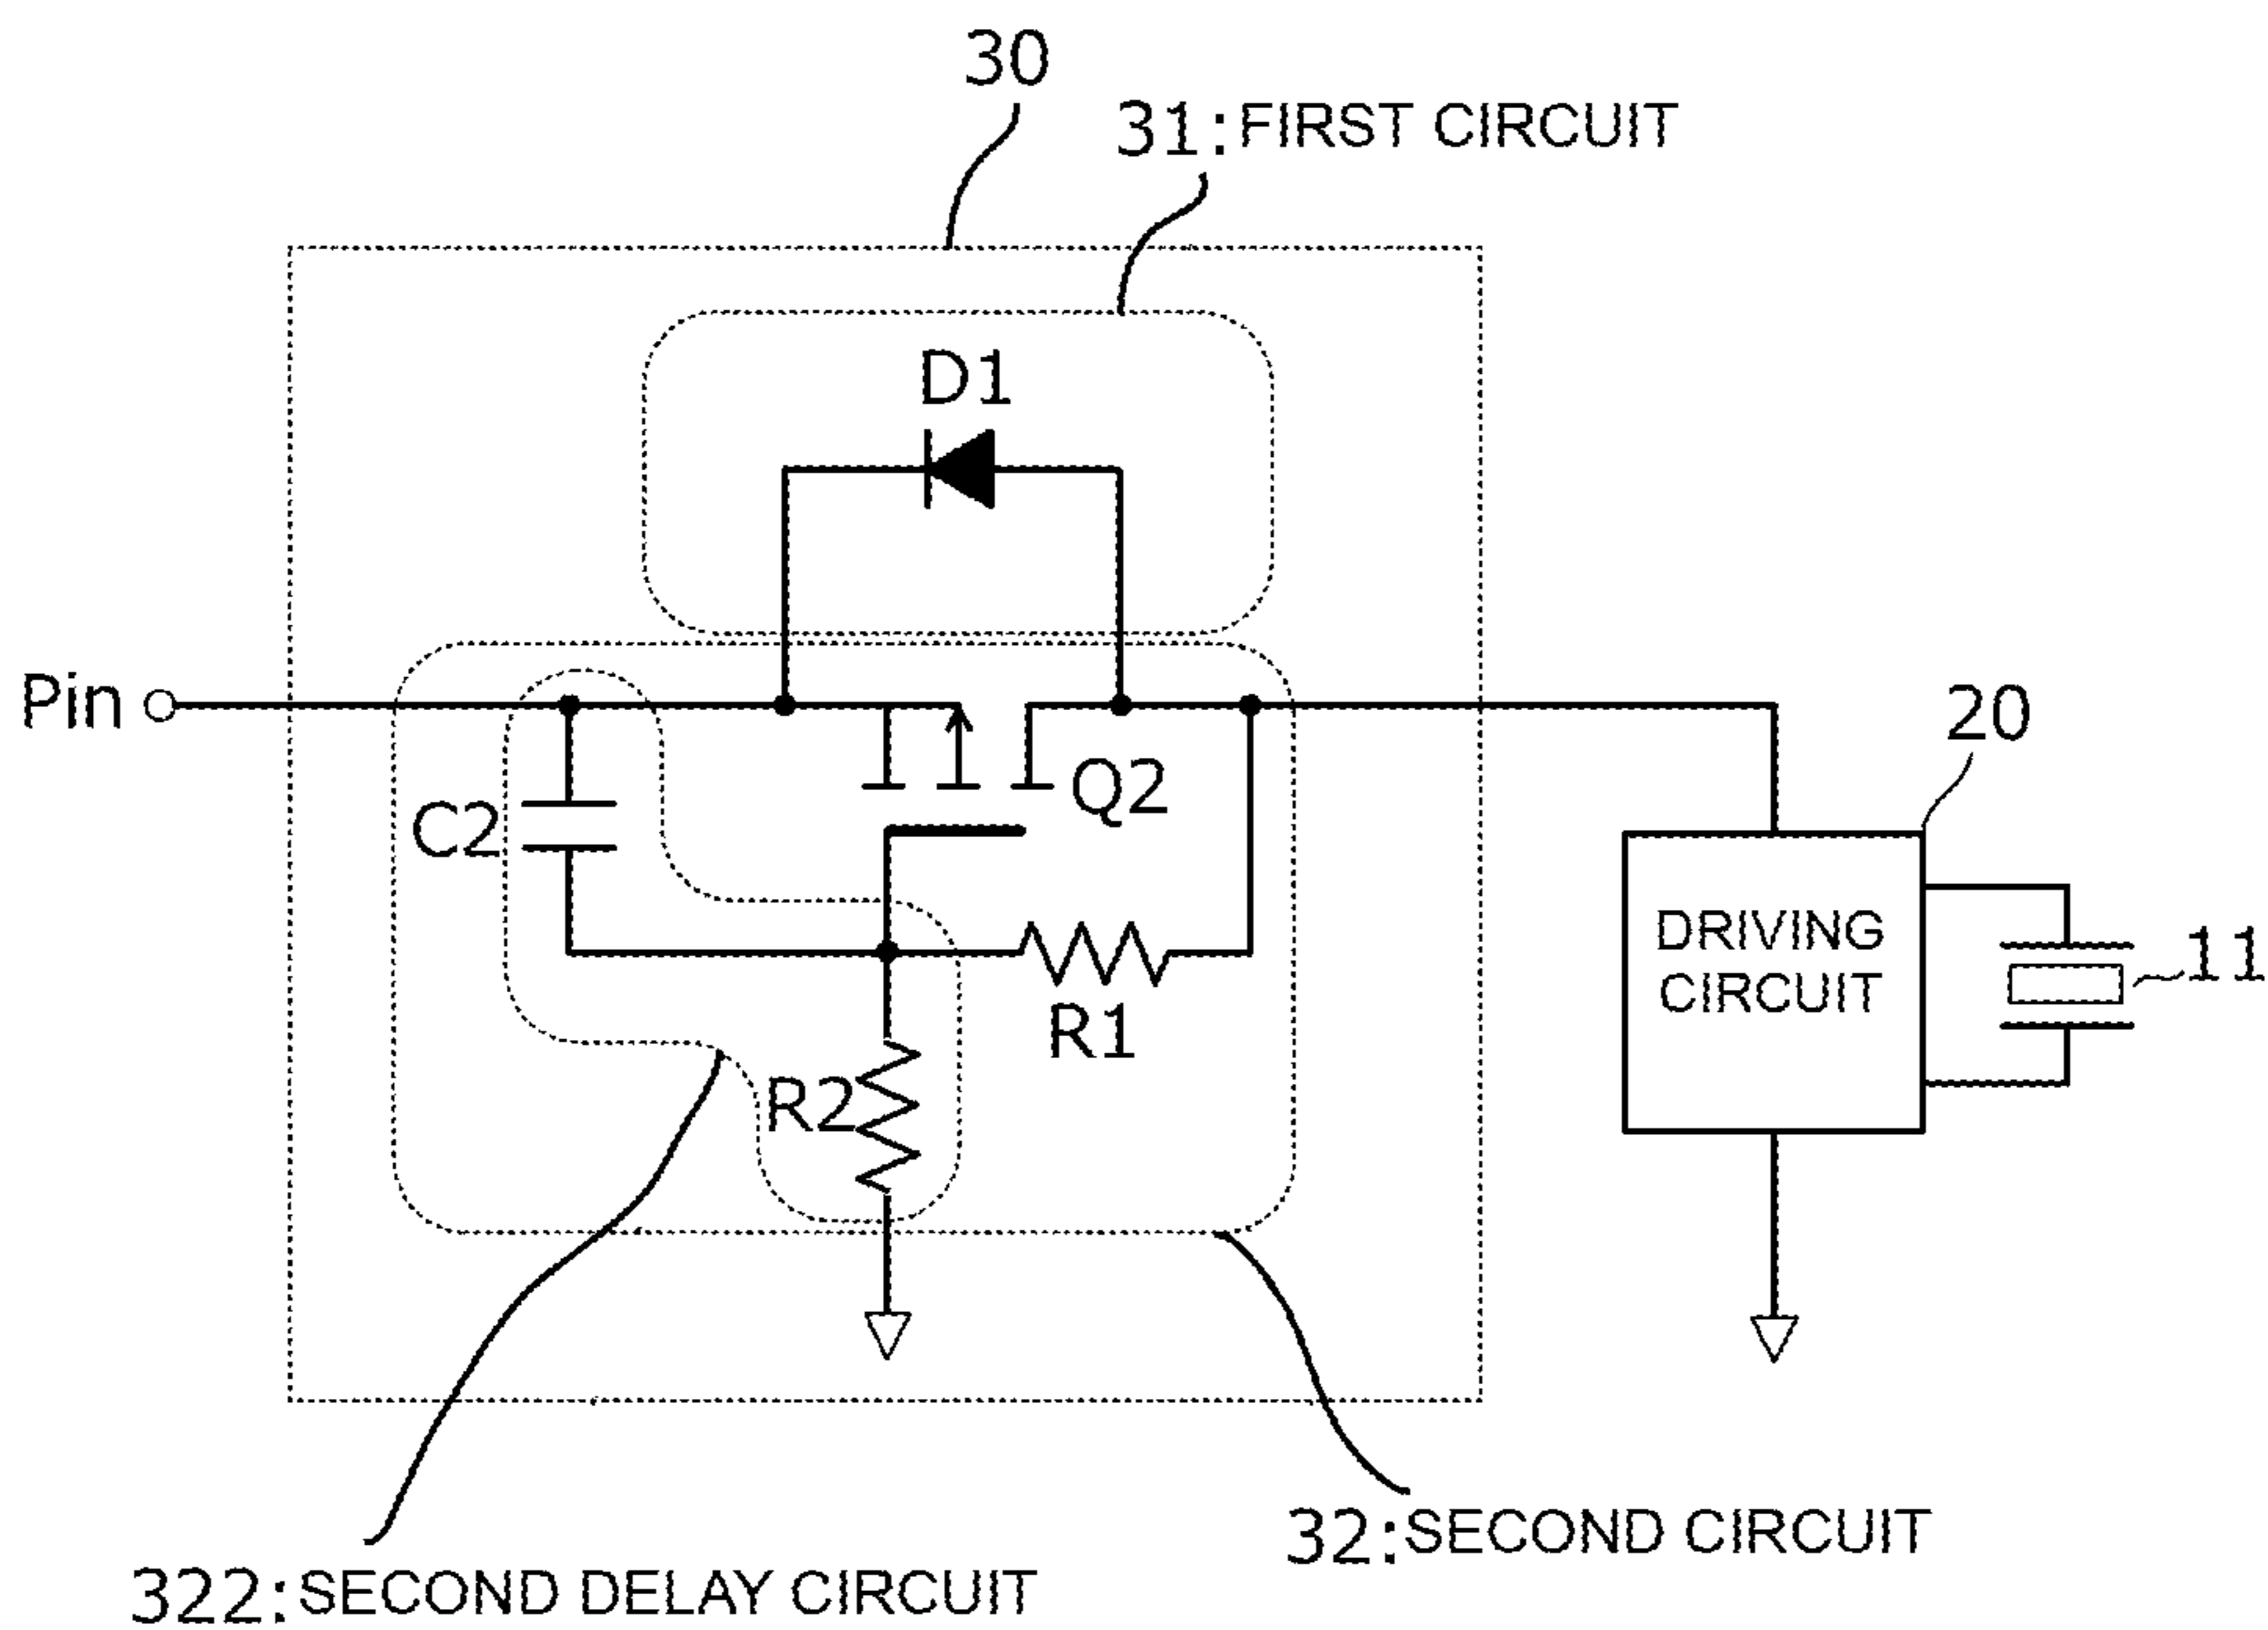 30
31:FIRST CIRCUIT
D1
Pin
Q2
20
C2
DRIVING
CIRCUIT
11
R1
R2
32:SECOND CIRCUIT
322:SECOND DELAY CIRCUIT